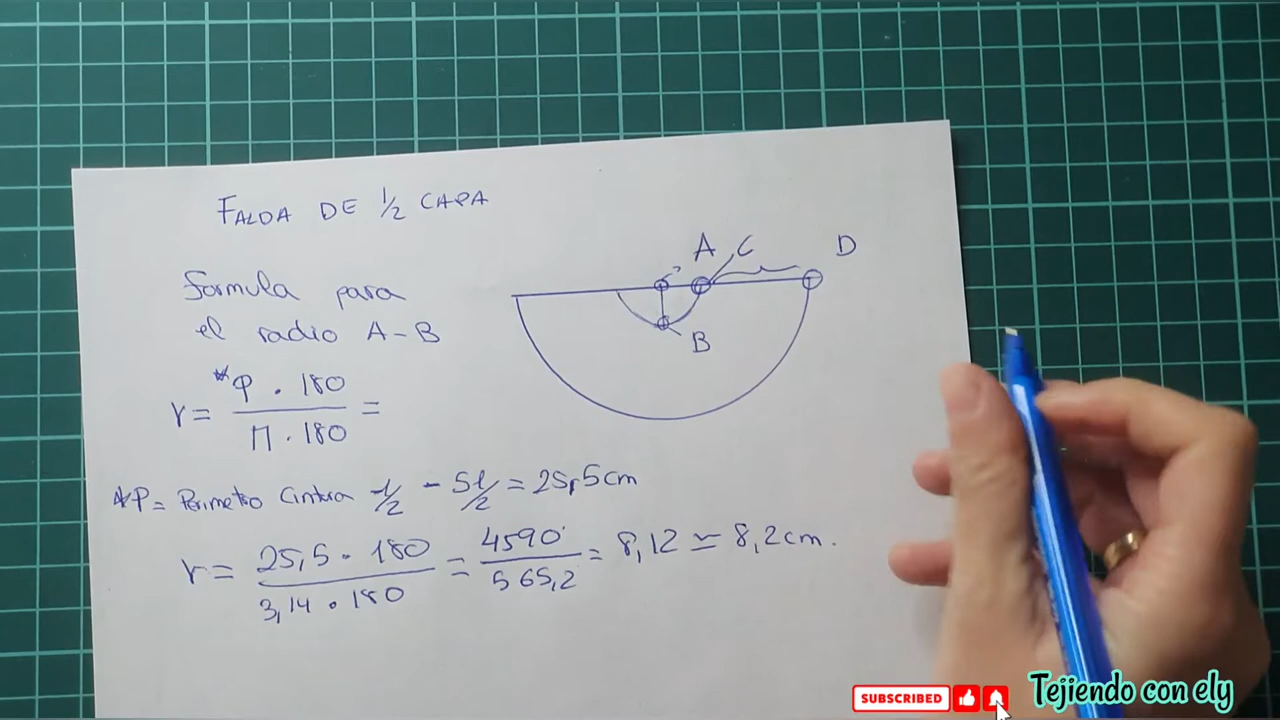 FALDA DE 1/2 CAPA
A C D
formula para
el radio A-B
B
*P . 180
r= ――― =
Π . 180
*P= Perimetro Cintura 1/2 - 51/2 = 25,5cm
r = 25,5 . 180 / 3,14 . 180 = 4590 / 565,2 = 8,12 ≃ 8,2cm.
SUBSCRIBED
Tejiendo con ely